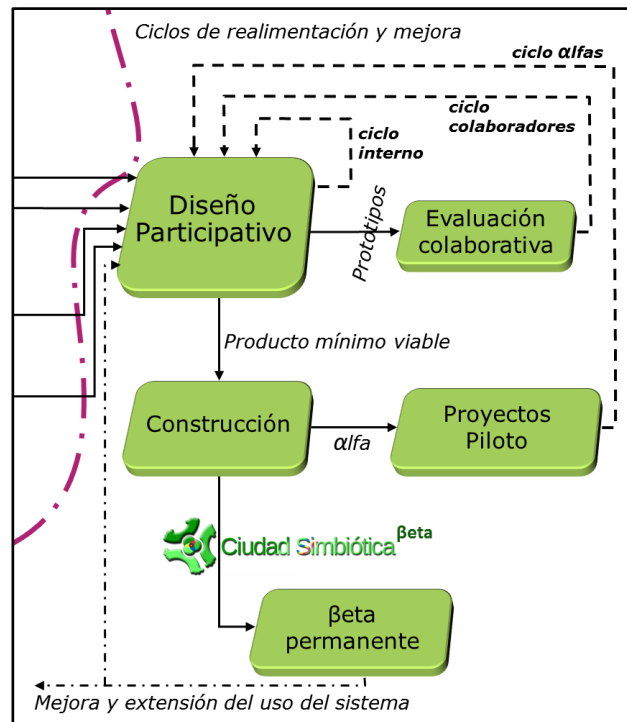 Ciclos de realimentación y mejora
ciclo αlfas
ciclo
colaboradores
ciclo
interno
Diseño
Participativo
Prototipos
Evaluación
colaborativa
Producto mínimo viable
Construcción
αlfa
Proyectos
Piloto
Ciudad Simbiótica βeta
βeta
permanente
Mejora y extensión del uso del sistema